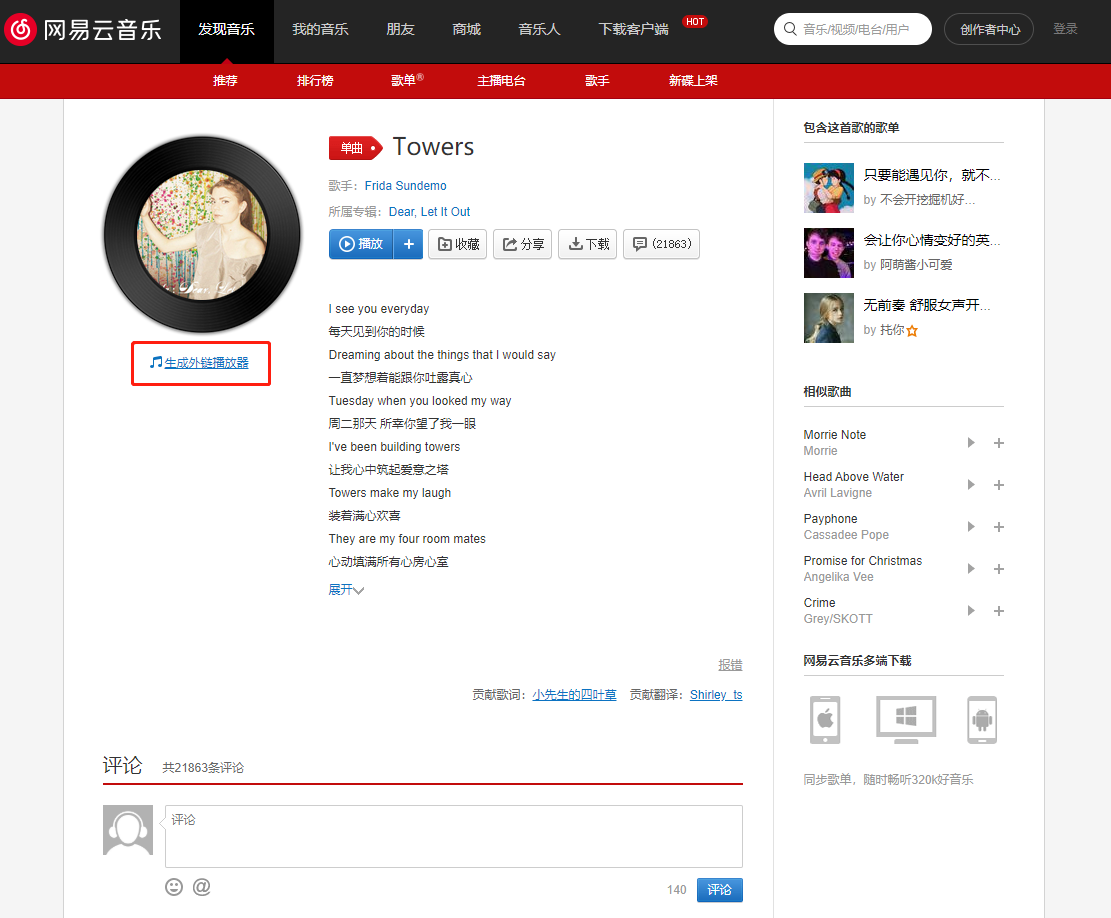 网易云音乐
发现音乐
我的音乐
朋友
商城
音乐人
下载客户端
HOT
音乐/视频/电台/用户
创作者中心
登录
推荐
排行榜
歌单®
主播电台
歌手
新碟上架
单曲
Towers
歌手：Frida Sundemo
所属专辑：Dear, Let It Out
播放
+
收藏
分享
下载
(21863)
生成外链播放器
I see you everyday
每天见到你的时候
Dreaming about the things that I would say
一直梦想着能跟你吐露真心
Tuesday when you looked my way
周二那天 所幸你望了我一眼
I've been building towers
让我心中筑起爱意之塔
Towers make my laugh
装着满心欢喜
They are my four room mates
心动填满所有心房心室
展开
报错
贡献歌词：小先生的四叶草 贡献翻译：Shirley_ts
评论 共21863条评论
评论
@
140
评论
包含这首歌的歌单
只要能遇见你，就不...
by 不会开挖掘机好...
会让你心情变好的英...
by 阿萌酱小可爱
无前奏 舒服女声开...
by 扥你
相似歌曲
Morrie Note
Morrie
Head Above Water
Avril Lavigne
Payphone
Cassadee Pope
Promise for Christmas
Angelika Vee
Crime
Grey/SKOTT
网易云音乐多端下载
同步歌单，随时畅听320k好音乐